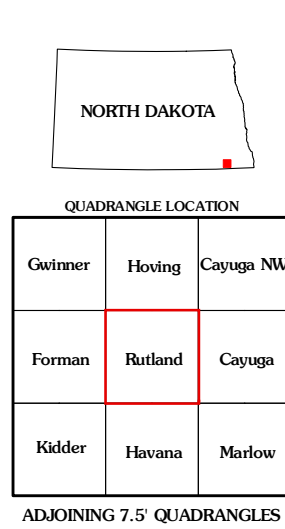 NORTH DAKOTA
QUADRANGLE LOCATION
Gwinner Hoving Cayuga NW
Forman Rutland Cayuga
Kidder Havana Marlow
ADJOINING 7.5' QUADRANGLES